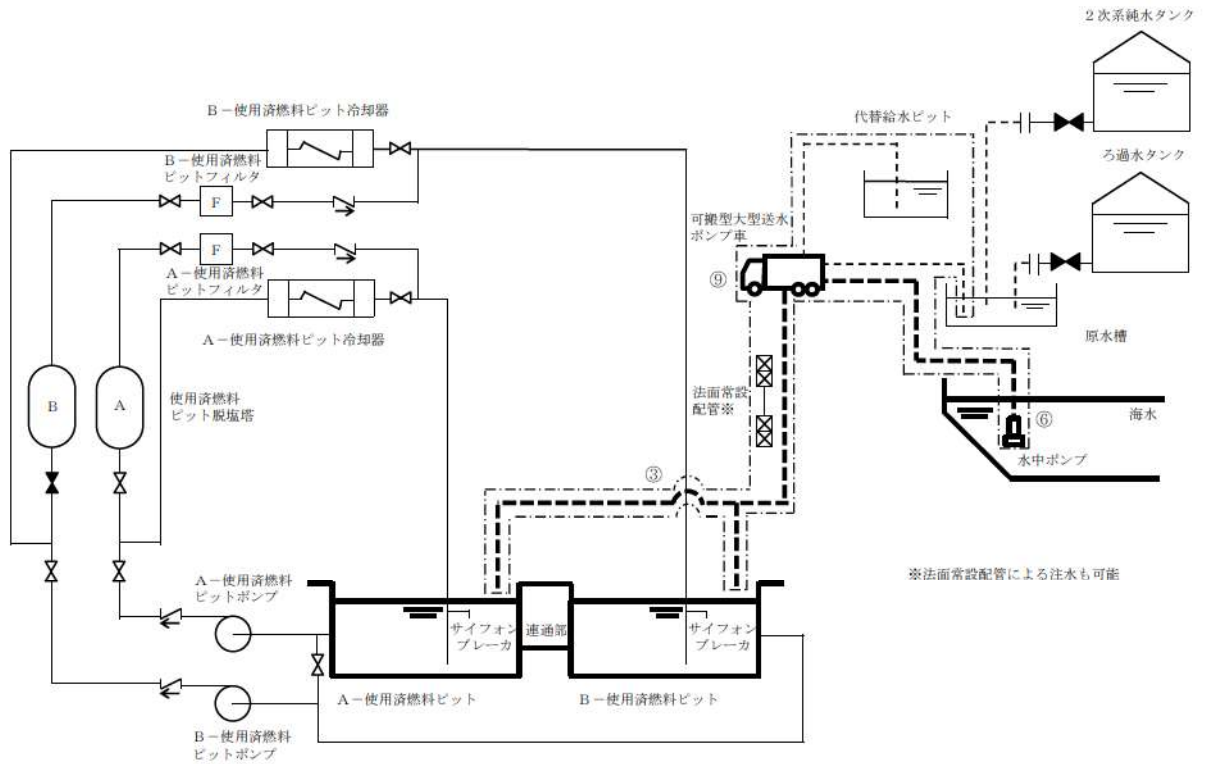 ２次系純水タンク
Ｂ－使用済燃料ピット冷却器
代替給水ピット
Ｂ－使用済燃料
ピットフィルタ
ろ過水タンク
F
可搬型大型送水
ポンプ車
F
Ａ－使用済燃料
ピットフィルタ
⑨
Ａ－使用済燃料ピット冷却器
原水槽
B
A
使用済燃料
ピット脱塩塔
法面常設
配管※
海水
⑥
水中ポンプ
③
※法面常設配管による注水も可能
Ａ－使用済燃料
ピットポンプ
サイフォン
ブレーカ
連通部
サイフォン
ブレーカ
Ａ－使用済燃料ピット
Ｂ－使用済燃料ピット
Ｂ－使用済燃料
ピットポンプ